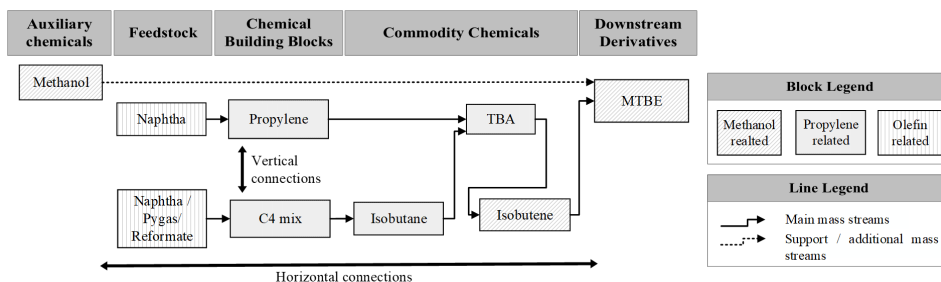 Auxiliary
chemicals
Feedstock
Chemical
Building Blocks
Commodity Chemicals
Downstream
Derivatives
Methanol
MTBE
Naphtha
Propylene
TBA
Vertical
connections
Naphtha /
Pygas/
Reformate
C4 mix
Isobutane
Isobutene
Horizontal connections
Block Legend
Methanol
realted
Propylene
related
Olefin
related
Line Legend
Main mass streams
Support / additional mass
streams